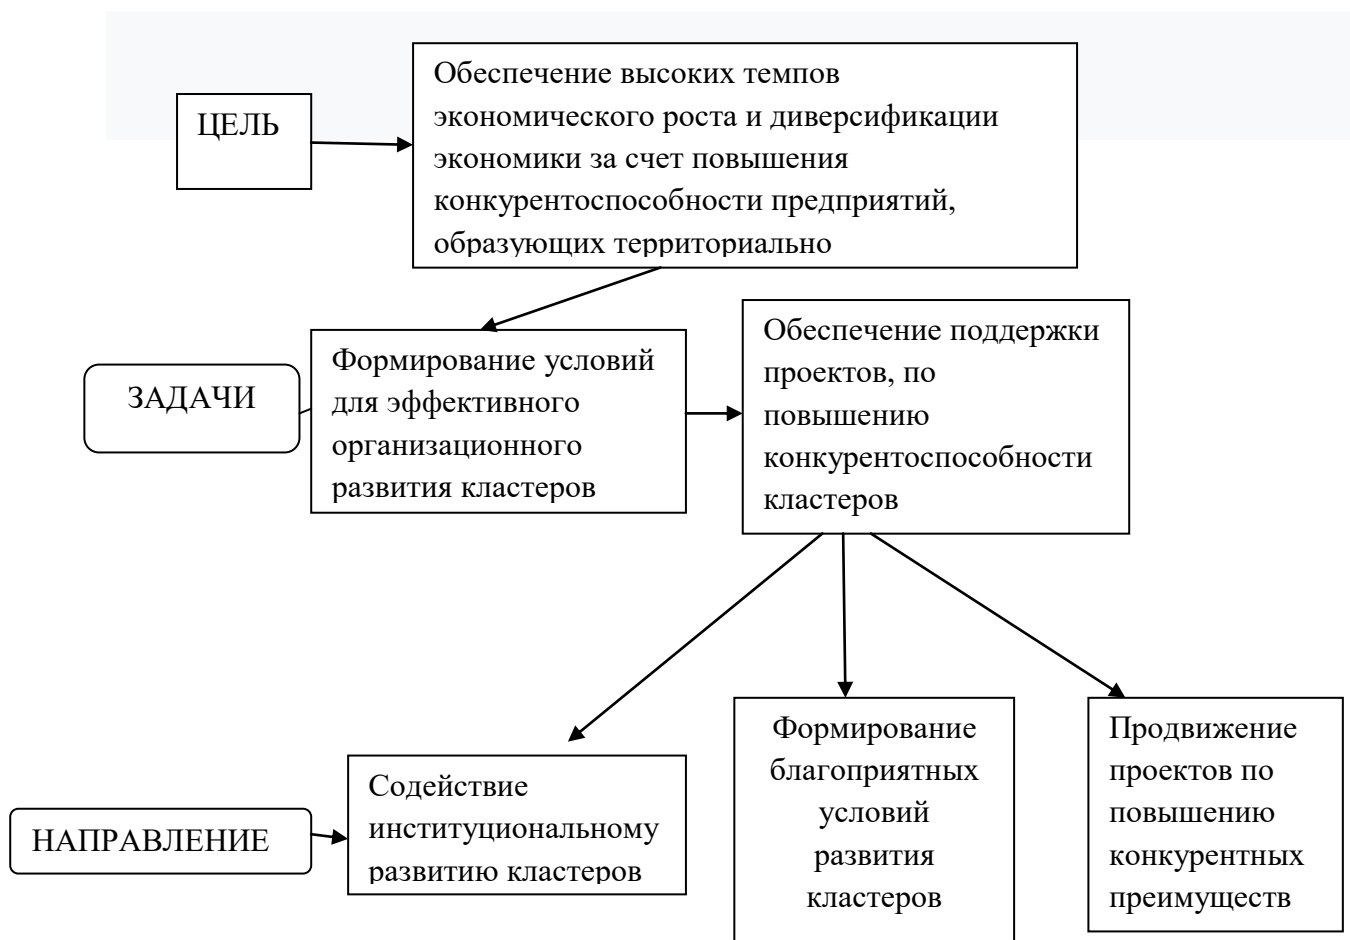 ЦЕЛЬ
Обеспечение высоких темпов
экономического роста и диверсификации
экономики за счет повышения
конкурентоспособности предприятий,
образующих территориально
ЗАДАЧИ
Формирование условий
для эффективного
организационного
развития кластеров
Обеспечение поддержки
проектов, по
повышению
конкурентоспособности
кластеров
НАПРАВЛЕНИЕ
Содействие
институциональному
развитию кластеров
Формирование
благоприятных
условий
развития
кластеров
Продвижение
проектов по
повышению
конкурентных
преимуществ